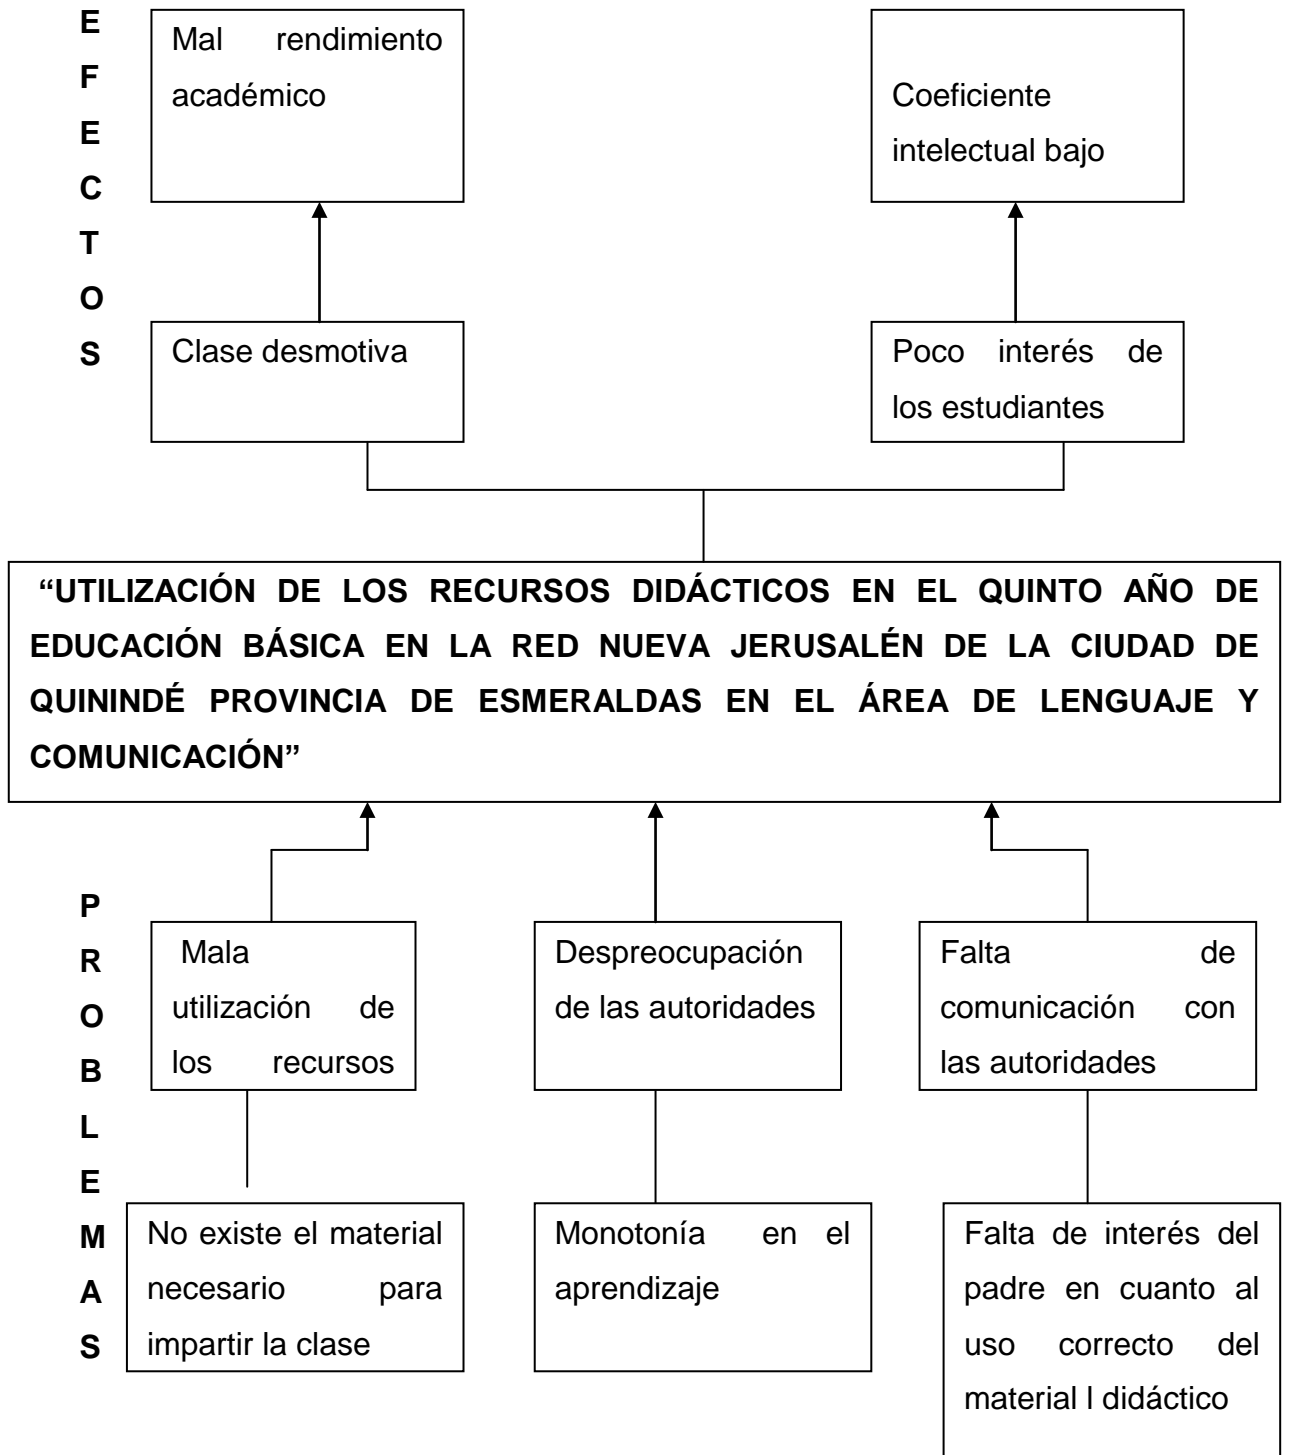 E
F
E
C
T
O
S
Mal rendimiento
académico
Coeficiente
intelectual bajo
Clase desmotiva
Poco interés de
los estudiantes
“UTILIZACIÓN DE LOS RECURSOS DIDÁCTICOS EN EL QUINTO AÑO DE
EDUCACIÓN BÁSICA EN LA RED NUEVA JERUSALÉN DE LA CIUDAD DE
QUININDÉ PROVINCIA DE ESMERALDAS EN EL ÁREA DE LENGUAJE Y
COMUNICACIÓN”
P
R
O
B
L
E
M
A
S
Mala
utilización de
los recursos
Despreocupación
de las autoridades
Falta de
comunicación con
las autoridades
No existe el material
necesario para
impartir la clase
Monotonía en el
aprendizaje
Falta de interés del
padre en cuanto al
uso correcto del
material l didáctico